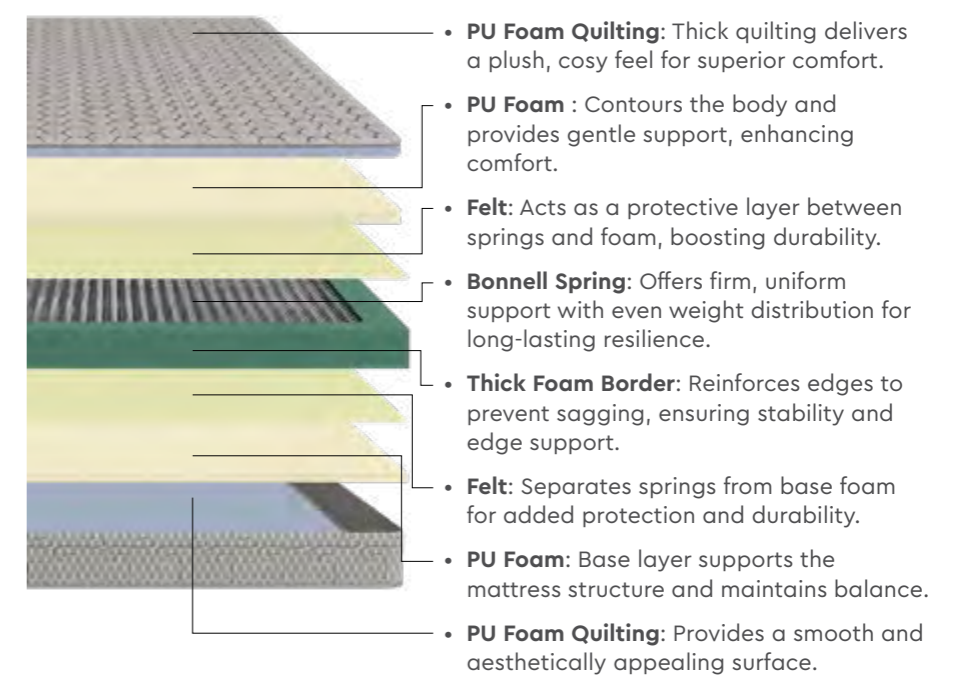 • PU Foam Quilting: Thick quilting delivers
a plush, cosy feel for superior comfort.
• PU Foam : Contours the body and
provides gentle support, enhancing
comfort.
• Felt: Acts as a protective layer between
springs and foam, boosting durability.
• Bonnell Spring: Offers firm, uniform
support with even weight distribution for
long-lasting resilience.
• Thick Foam Border: Reinforces edges to
prevent sagging, ensuring stability and
edge support.
• Felt: Separates springs from base foam
for added protection and durability.
• PU Foam: Base layer supports the
mattress structure and maintains balance.
• PU Foam Quilting: Provides a smooth and
aesthetically appealing surface.